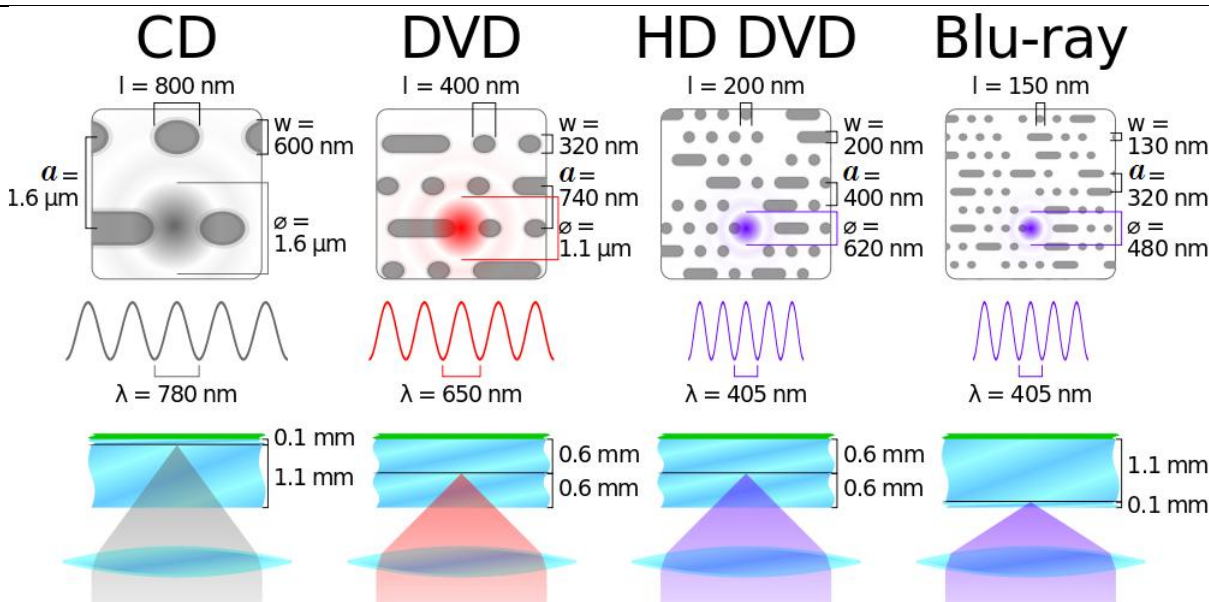 CD
l = 800 nm
w =
600 nm
a =
1.6 µm
ø =
1.6 µm
λ = 780 nm
0.1 mm
1.1 mm
DVD
l = 400 nm
w =
320 nm
a =
740 nm
ø =
1.1 µm
λ = 650 nm
0.6 mm
0.6 mm
HD DVD
l = 200 nm
w =
200 nm
a =
400 nm
ø =
620 nm
λ = 405 nm
0.6 mm
0.6 mm
Blu-ray
l = 150 nm
w =
130 nm
a =
320 nm
ø =
480 nm
λ = 405 nm
1.1 mm
0.1 mm